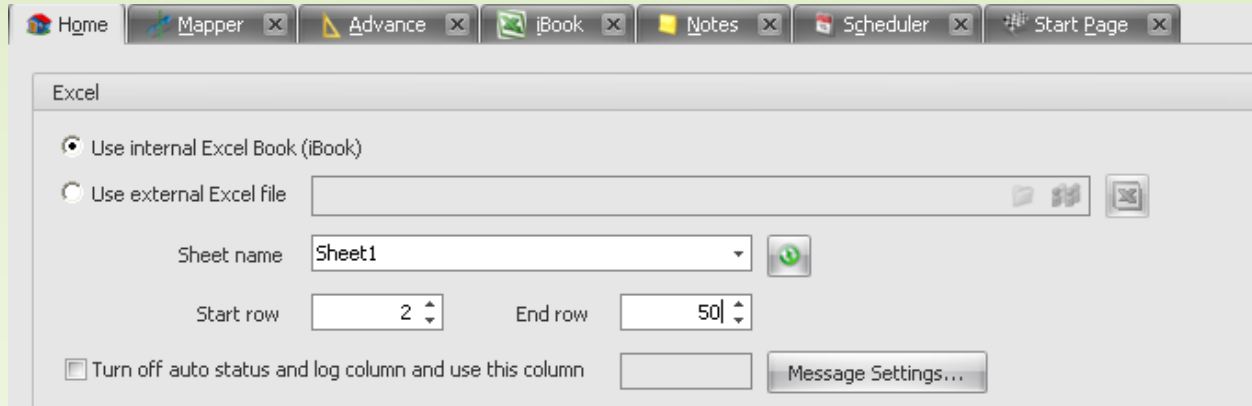 Home Mapper Advance iBook Notes Scheduler Start Page
Excel
Use internal Excel Book (iBook)
Use external Excel file
Sheet name Sheet1
Start row 2 End row 50
Turn off auto status and log column and use this column Message Settings...